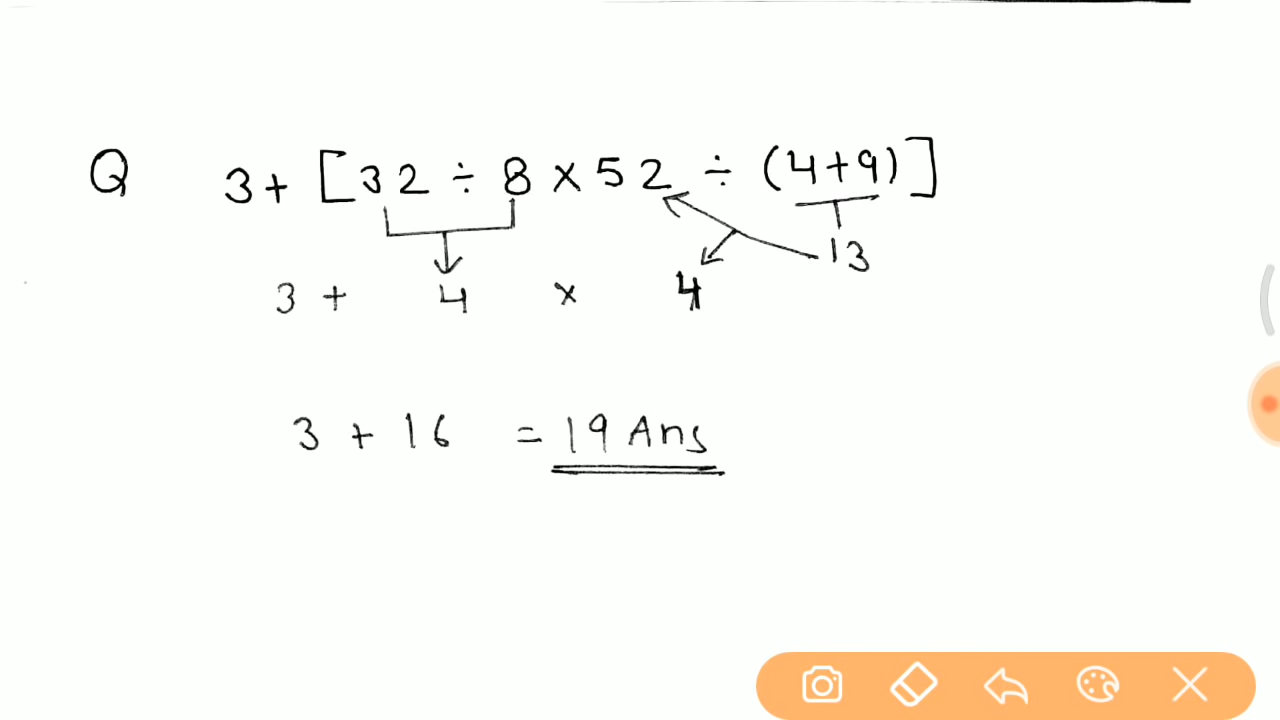 Q 3+[32÷8×52÷(4+9)]
13
3 + 4 × 4
3 + 16 = 19 Ans